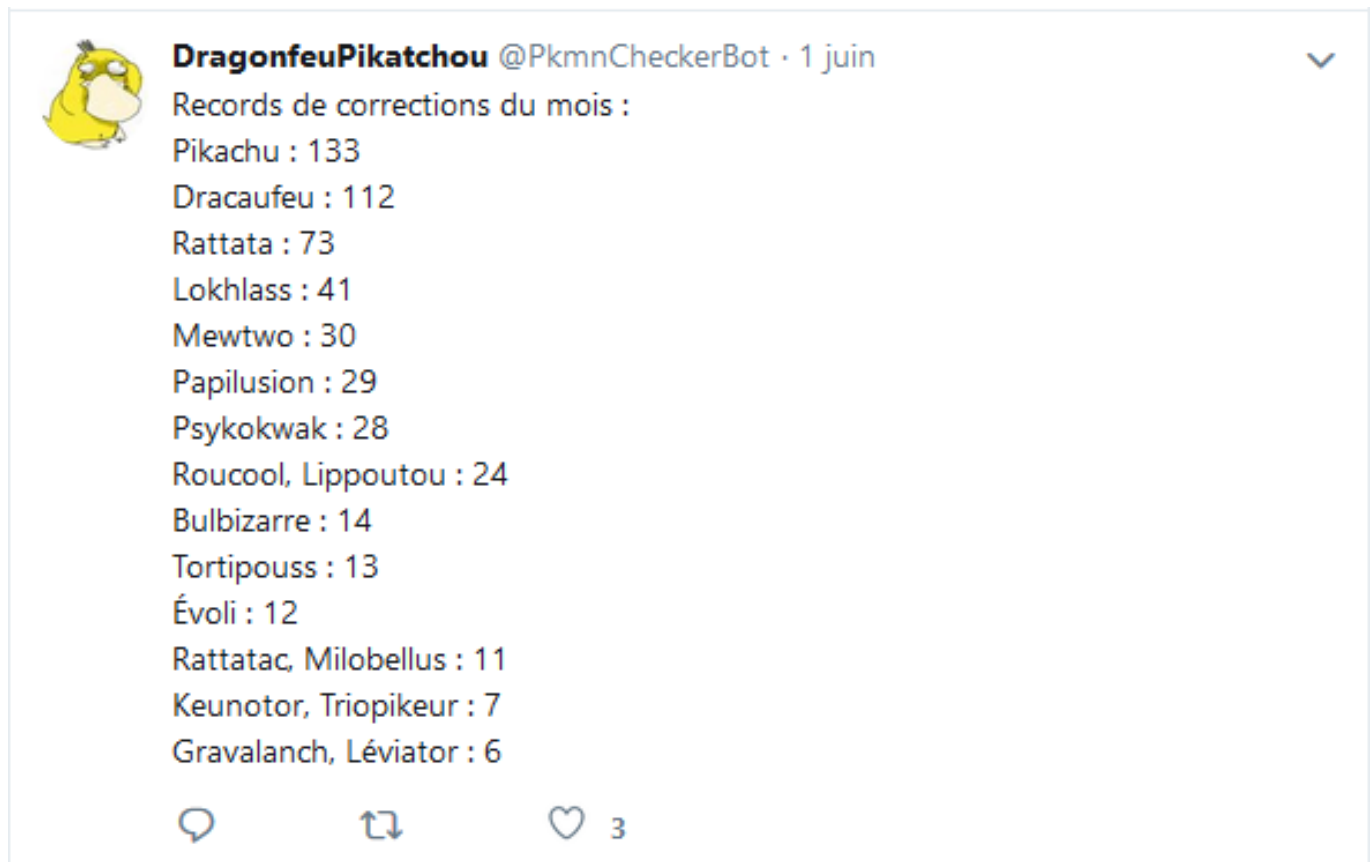 DragonfeuPikatchou @PkmnCheckerBot · 1 juin
Records de corrections du mois :
Pikachu : 133
Dracaufeu : 112
Rattata : 73
Lokhlass : 41
Mewtwo : 30
Papilusion : 29
Psykokwak : 28
Roucool, Lippoutou : 24
Bulbizarre : 14
Tortipouss : 13
Évoli : 12
Rattatac, Milobellus : 11
Keunotor, Triopikeur : 7
Gravalanch, Léviator : 6
3